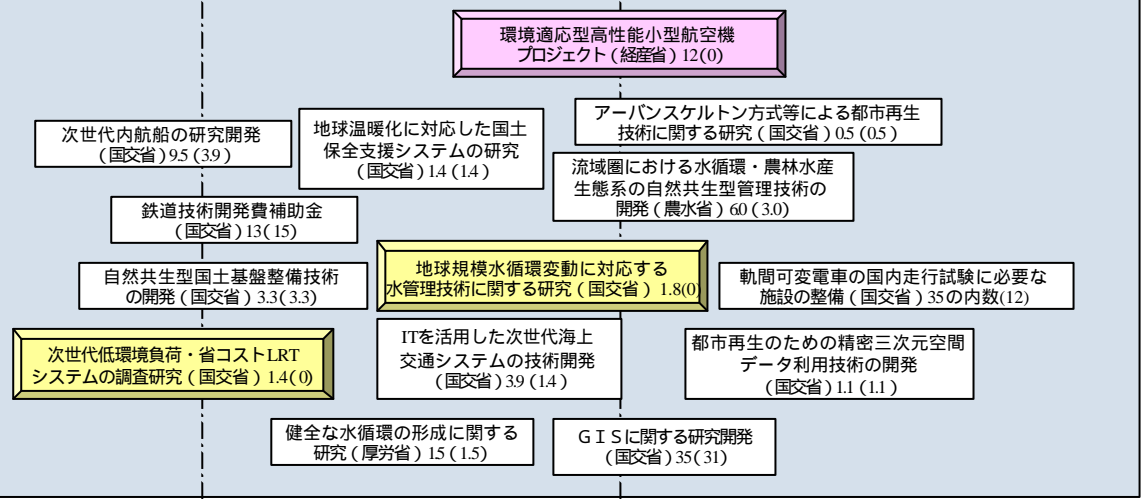 環境適応型高性能小型航空機
プロジェクト（経産省）12(0)
アーバンスケルトン方式等による都市再生
技術に関する研究（国交省）0.5（0.5）
次世代内航船の研究開発
（国交省）9.5（3.9）
地球温暖化に対応した国土
保全支援システムの研究
（国交省）1.4（1.4）
流域圏における水循環・農林水産
生態系の自然共生型管理技術の
開発（農水省）6.0（3.0）
鉄道技術開発費補助金
（国交省）13（15）
地球規模水循環変動に対応する
水管理技術に関する研究（国交省）1.8(0)
自然共生型国土基盤整備技術
の開発（国交省）3.3（3.3）
軌間可変電車の国内走行試験に必要な
施設の整備（国交省）35の内数(12)
ITを活用した次世代海上
交通システムの技術開発
（国交省）3.9（1.4）
次世代低環境負荷・省コストLRT
システムの調査研究（国交省）1.4(0)
都市再生のための精密三次元空間
データ利用技術の開発
（国交省）1.1（1.1）
健全な水循環の形成に関する
研究（厚労省）1.5（1.5）
ＧＩＳに関する研究開発
（国交省）35（31）